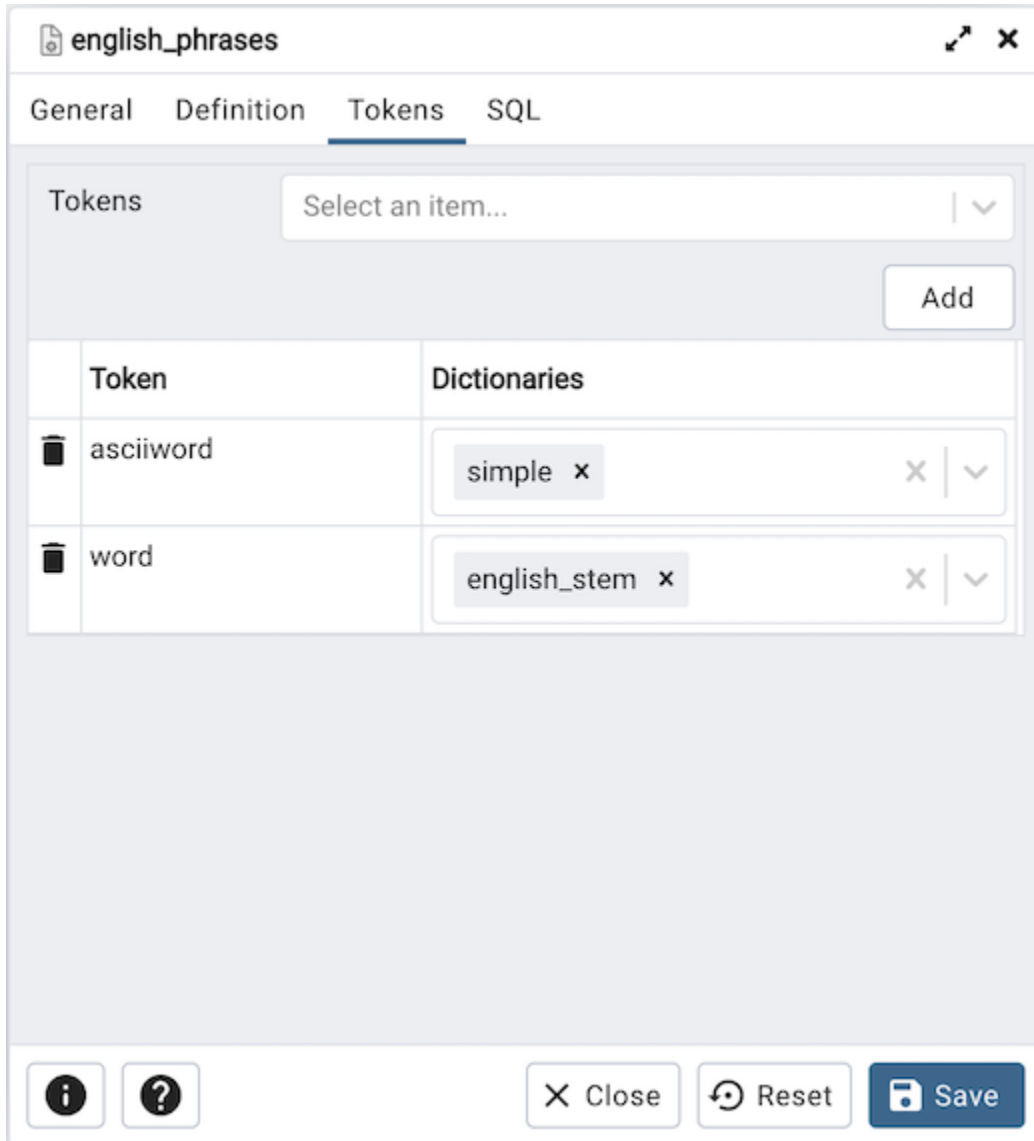 english_phrases
General Definition Tokens SQL
Tokens Select an item...
Add
Token Dictionaries
asciiword simple
word english_stem
Close Reset Save